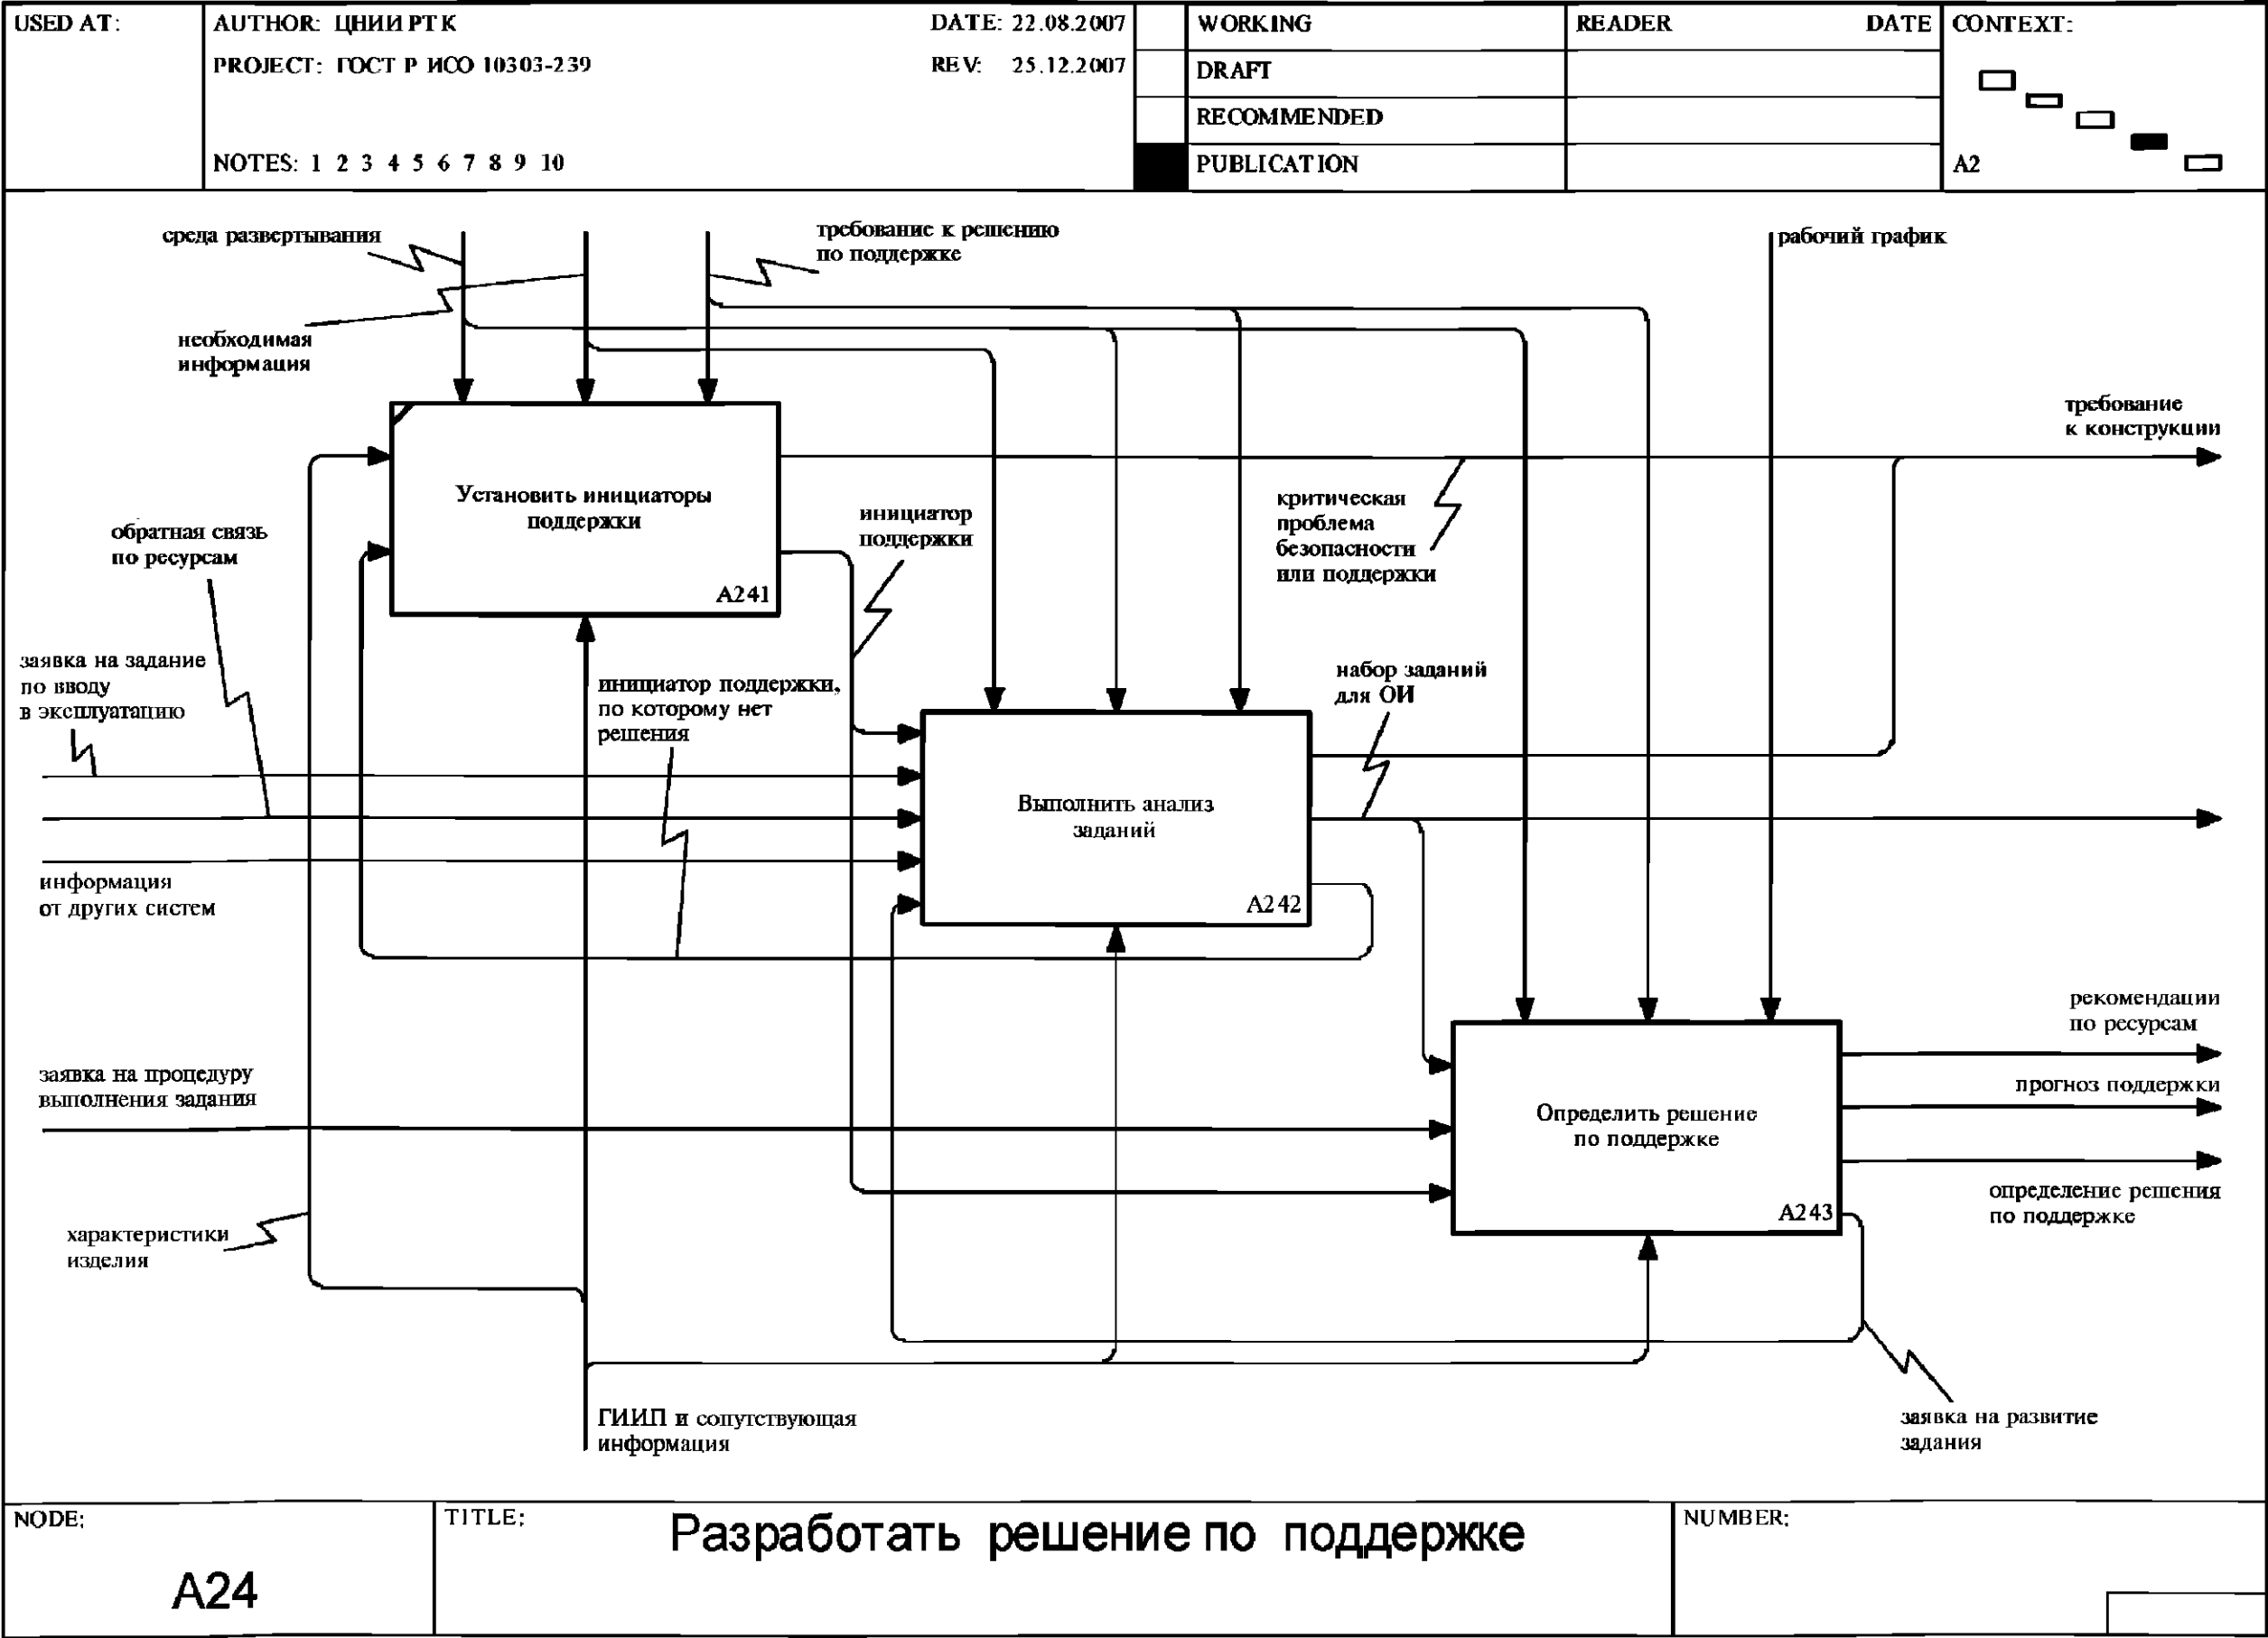 USED AT:
AUTHOR: ЦНИИ РТК
DATE: 22.08.2007
PROJECT: ГОСТ Р ИСО 10303-239
REV: 25.12.2007
NOTES: 1 2 3 4 5 6 7 8 9 10
WORKING
DRAFT
RECOMMENDED
PUBLICATION
READER
DATE
CONTEXT:
A2
среда развертывания
требование к решению
по поддержке
рабочий график
необходимая
информация
требование
к конструкции
Установить инициаторы
поддержки
A241
обратная связь
по ресурсам
инициатор
поддержки
критическая
проблема
безопасности
или поддержки
заявка на задание
по вводу
в эксплуатацию
инициатор поддержки,
по которому нет
решения
набор заданий
для ОИ
Выполнить анализ
заданий
A242
информация
от других систем
рекомендации
по ресурсам
заявка на процедуру
выполнения задания
прогноз поддержки
Определить решение
по поддержке
A243
определение решения
по поддержке
характеристики
изделия
ГИИП и сопутствующая
информация
заявка на развитие
задания
NODE:
A24
TITLE:
Разработать решение по поддержке
NUMBER: